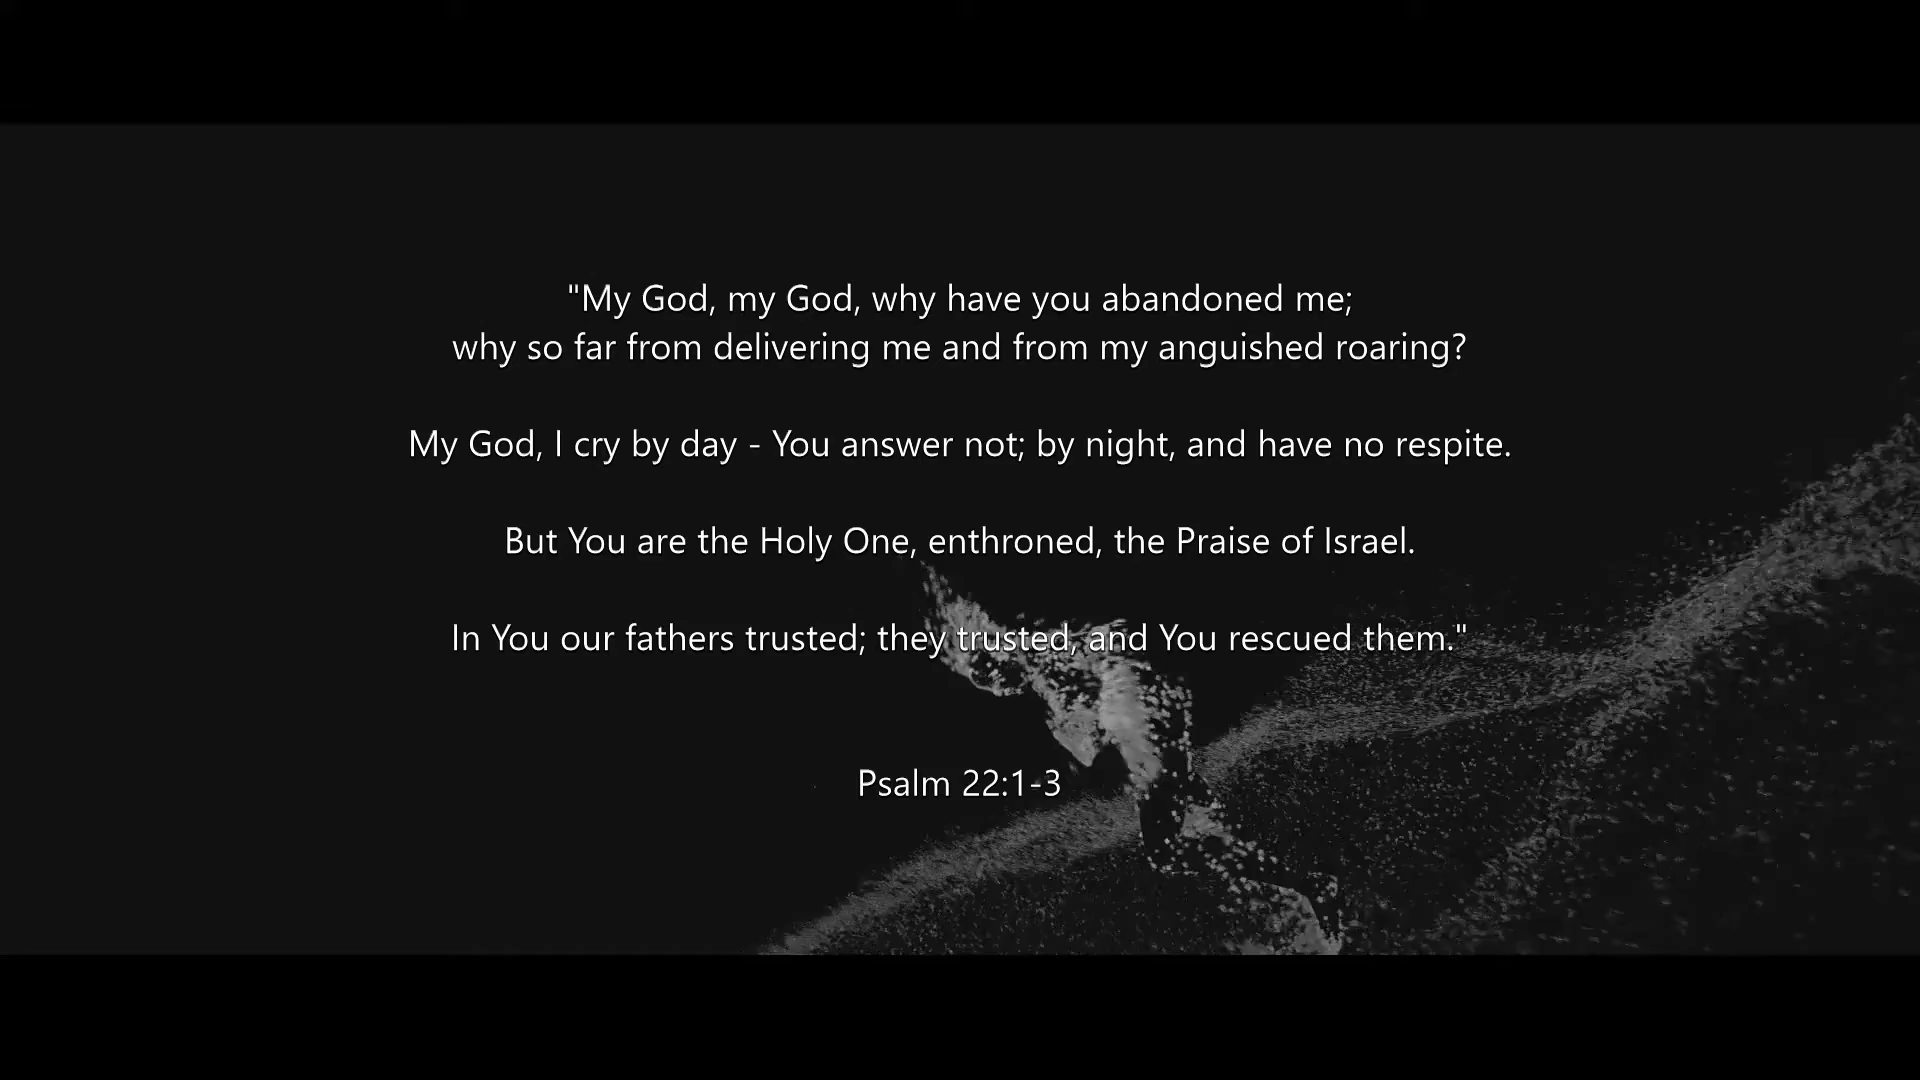 "My God, my God, why have you abandoned me;
why so far from delivering me and from my anguished roaring?
My God, I cry by day - You answer not; by night, and have no respite.
But You are the Holy One, enthroned, the Praise of Israel.
In You our fathers trusted; they trusted, and You rescued them."
Psalm 22:1-3